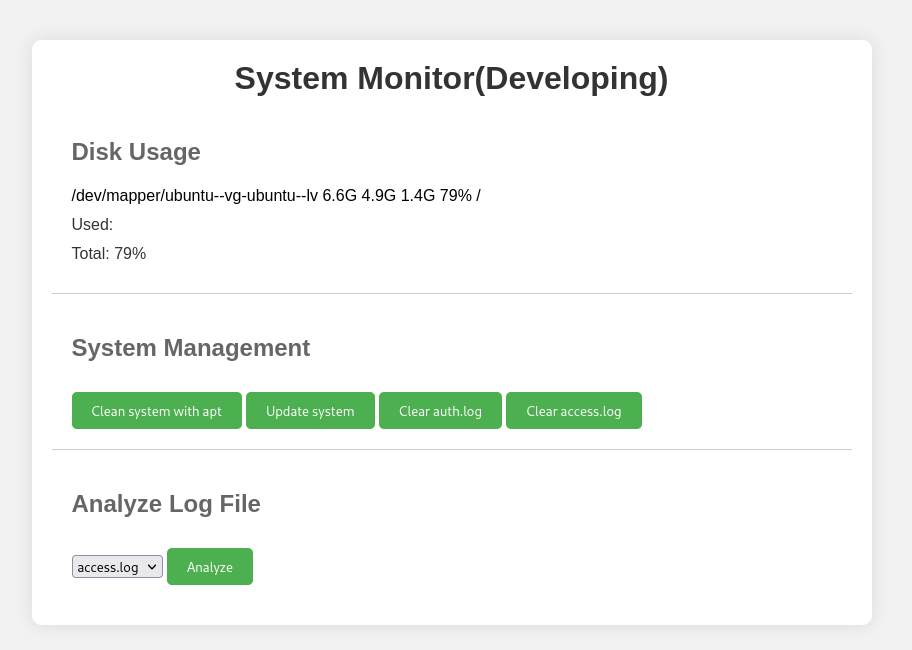 System Monitor(Developing)
Disk Usage
/dev/mapper/ubuntu--vg-ubuntu--lv 6.6G 4.9G 1.4G 79% /
Used:
Total: 79%
System Management
Clean system with apt Update system Clear auth.log Clear access.log
Analyze Log File
access.log Analyze